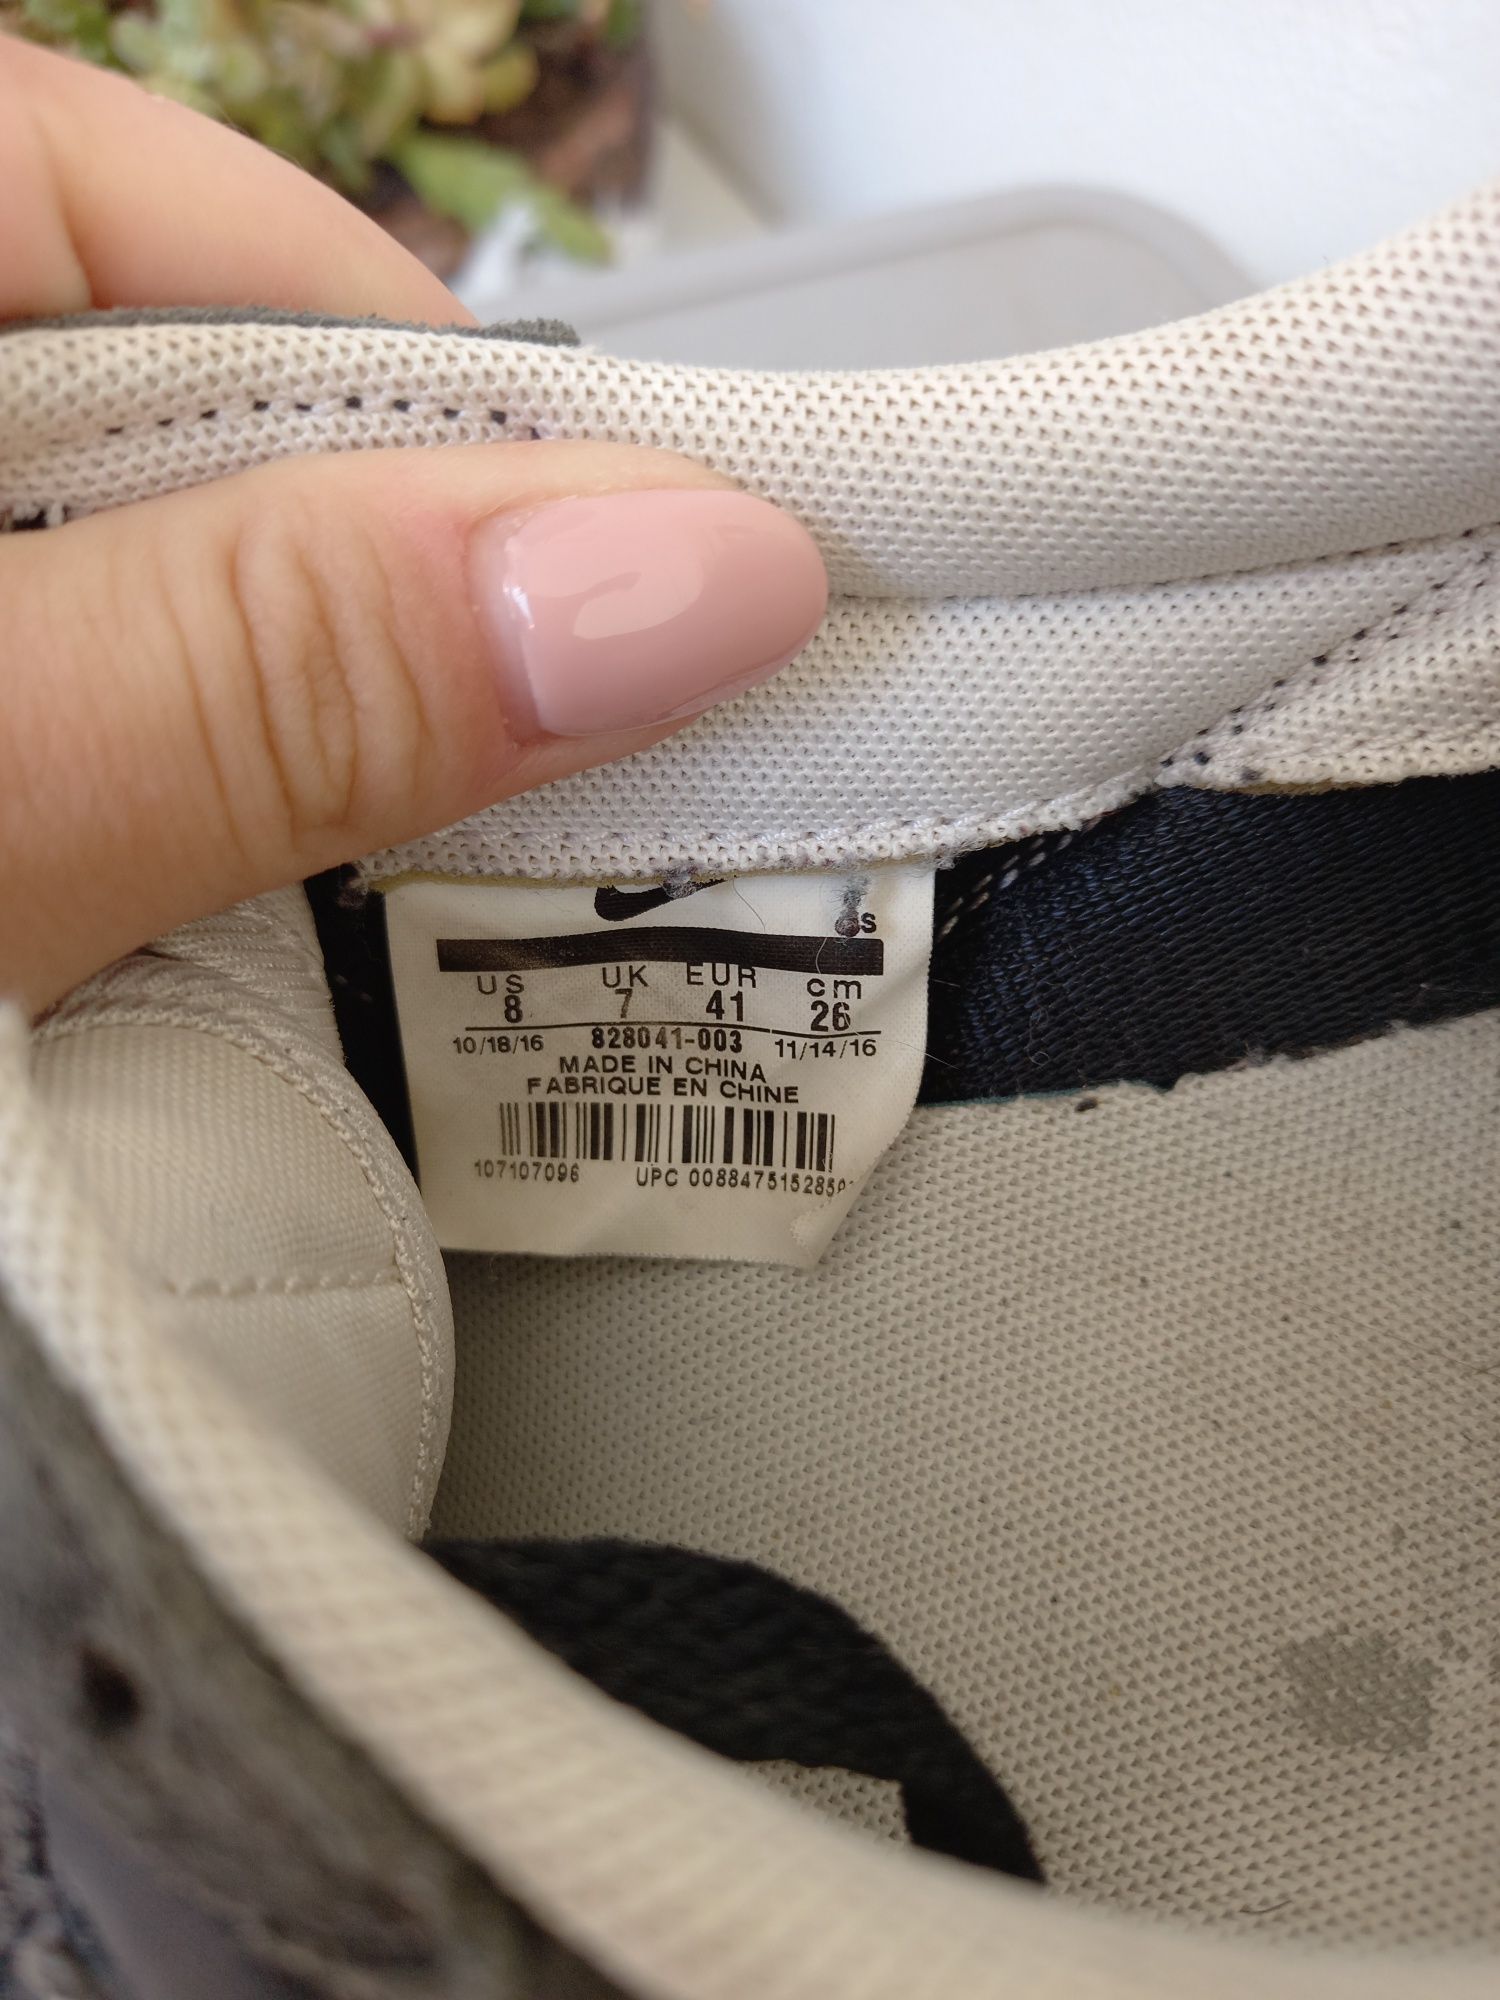 US UK EUR cm
8 7 41 26
10/18/16 828041-003 11/14/16
MADE IN CHINA
FABRIQUE EN CHINE
107107096 UPC